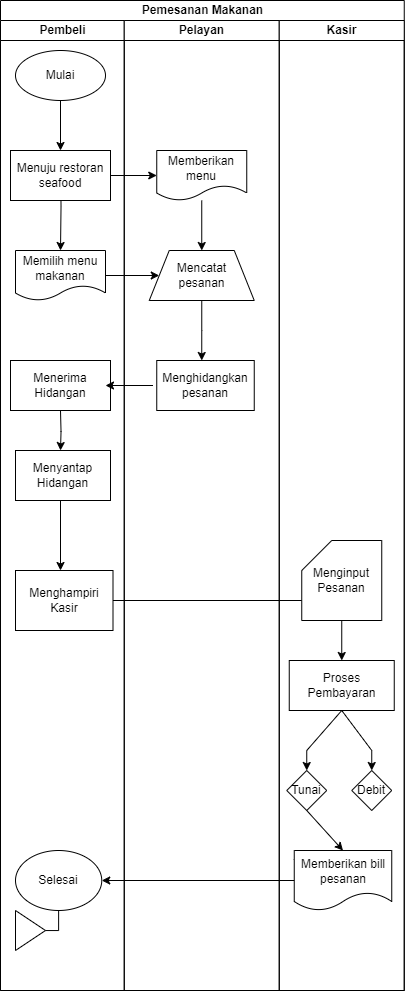 Pemesanan Makanan
Pembeli
Pelayan
Kasir
Mulai
Menuju restoran
seafood
Memberikan
menu
Memilih menu
makanan
Mencatat
pesanan
Menerima
Hidangan
Menghidangkan
pesanan
Menyantap
Hidangan
Menghampiri
Kasir
Menginput
Pesanan
Proses
Pembayaran
Tunai
Debit
Memberikan bill
pesanan
Selesai